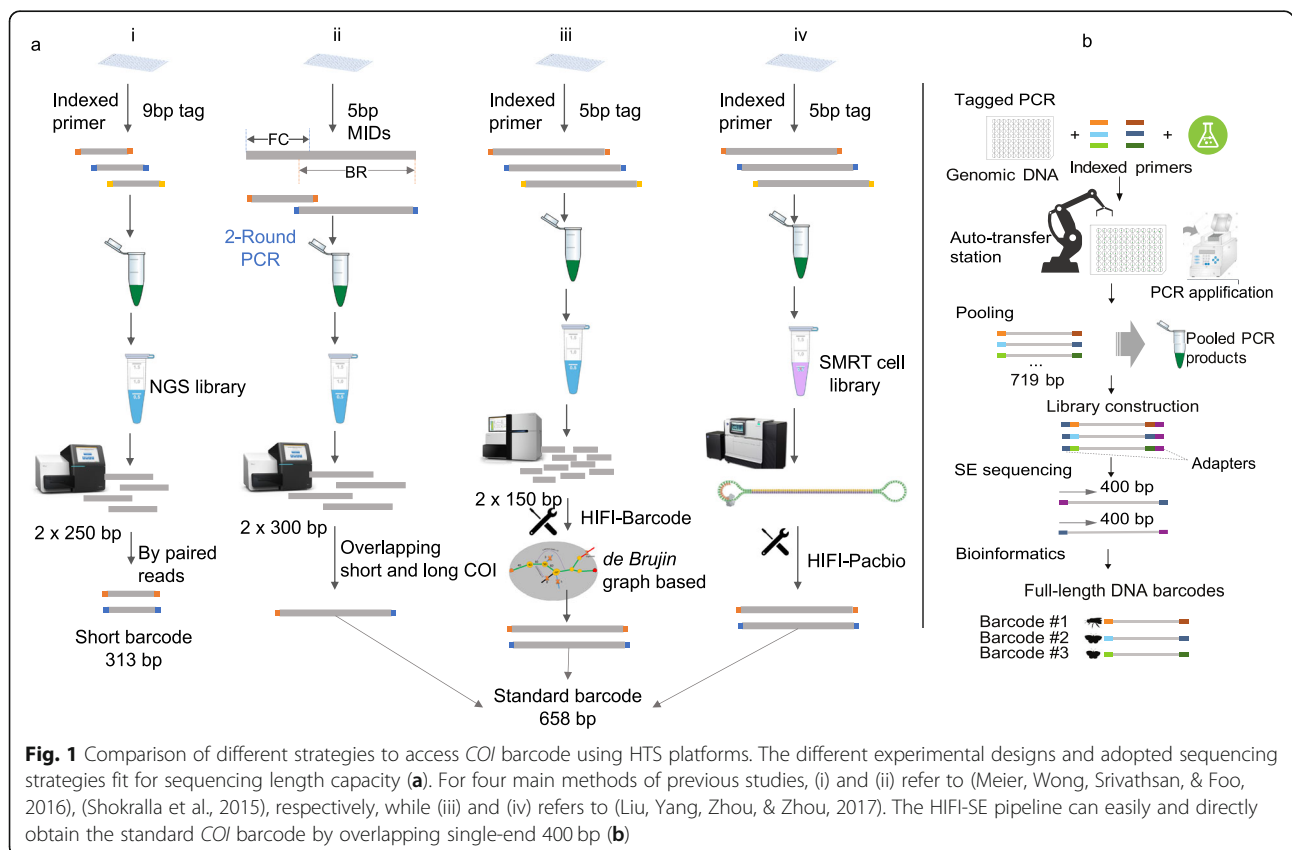 a
i
ii
iii
iv
b
Indexed
primer
9bp tag
5bp
MIDs
FC
BR
2-Round
PCR
Indexed
primer
5bp tag
Indexed
primer
5bp tag
NGS library
SMRT cell
library
2 x 250 bp
2 x 300 bp
2 x 150 bp
By paired
reads
Overlapping
short and long COI
HIFI-Barcode
de Brujin
graph based
HIFI-Pacbio
Short barcode
313 bp
Standard barcode
658 bp
Tagged PCR
+
+
Genomic DNA
Indexed primers
Auto-transfer
station
PCR applification
Pooling
Pooled PCR
products
...
719 bp
Library construction
Adapters
SE sequencing
400 bp
400 bp
Bioinformatics
Full-length DNA barcodes
Barcode #1
Barcode #2
Barcode #3
Fig. 1 Comparison of different strategies to access COI barcode using HTS platforms. The different experimental designs and adopted sequencing
strategies fit for sequencing length capacity (a). For four main methods of previous studies, (i) and (ii) refer to (Meier, Wong, Srivathsan, & Foo,
2016), (Shokralla et al., 2015), respectively, while (iii) and (iv) refers to (Liu, Yang, Zhou, & Zhou, 2017). The HIFI-SE pipeline can easily and directly
obtain the standard COI barcode by overlapping single-end 400 bp (b)